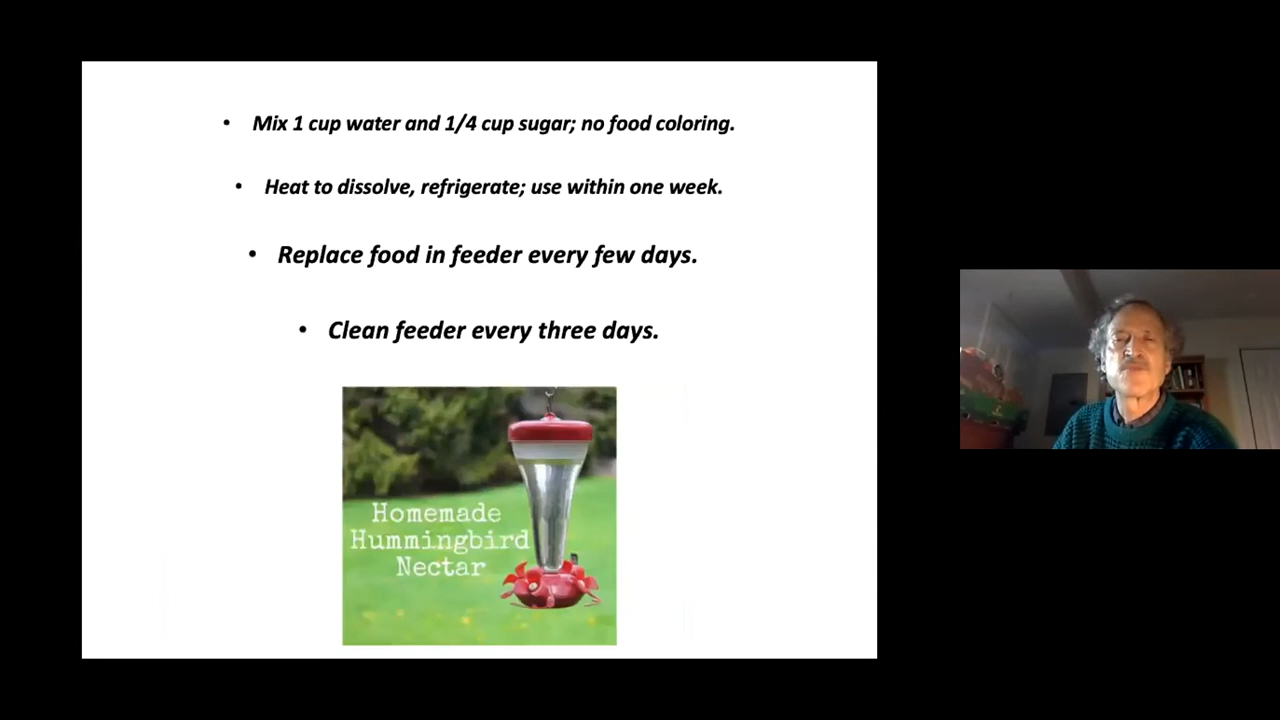 • Mix 1 cup water and 1/4 cup sugar; no food coloring.
• Heat to dissolve, refrigerate; use within one week.
• Replace food in feeder every few days.
• Clean feeder every three days.
Homemade
Hummingbird
Nectar